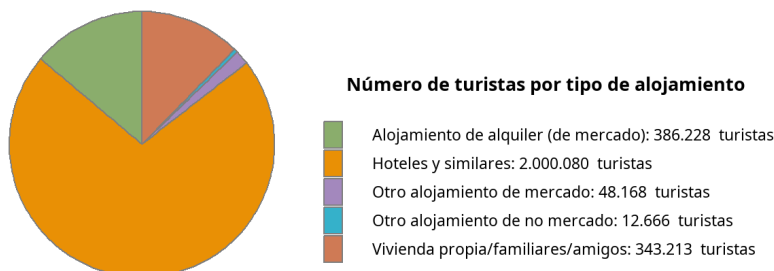 Número de turistas por tipo de alojamiento
Alojamiento de alquiler (de mercado): 386.228 turistas
Hoteles y similares: 2.000.080 turistas
Otro alojamiento de mercado: 48.168 turistas
Otro alojamiento de no mercado: 12.666 turistas
Vivienda propia/familiares/amigos: 343.213 turistas